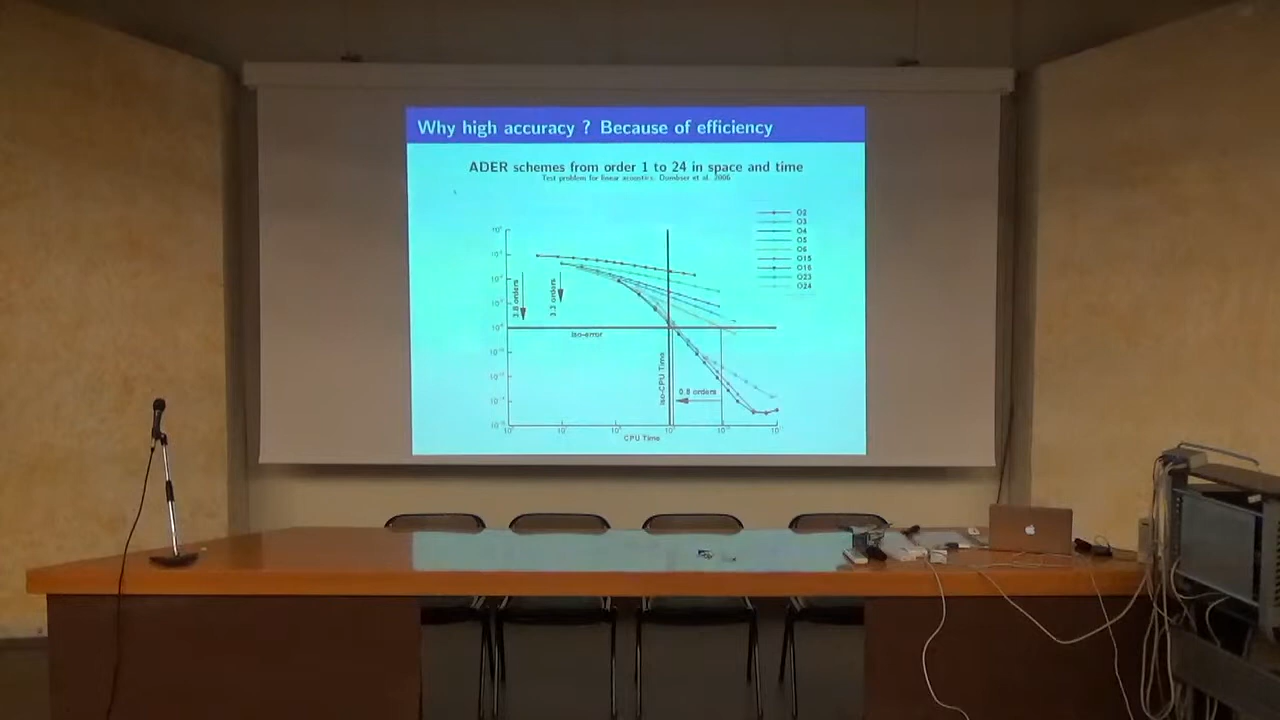 Why high accuracy ? Because of efficiency
ADER schemes from order 1 to 24 in space and time
Test problem for linear acoustics. Dumbser et al. 2006
O2
O3
O4
O5
O6
O15
O16
O23
O24
3.8 orders
3.3 orders
Iso-error
Iso-CPU Time
0.8 orders
CPU Time